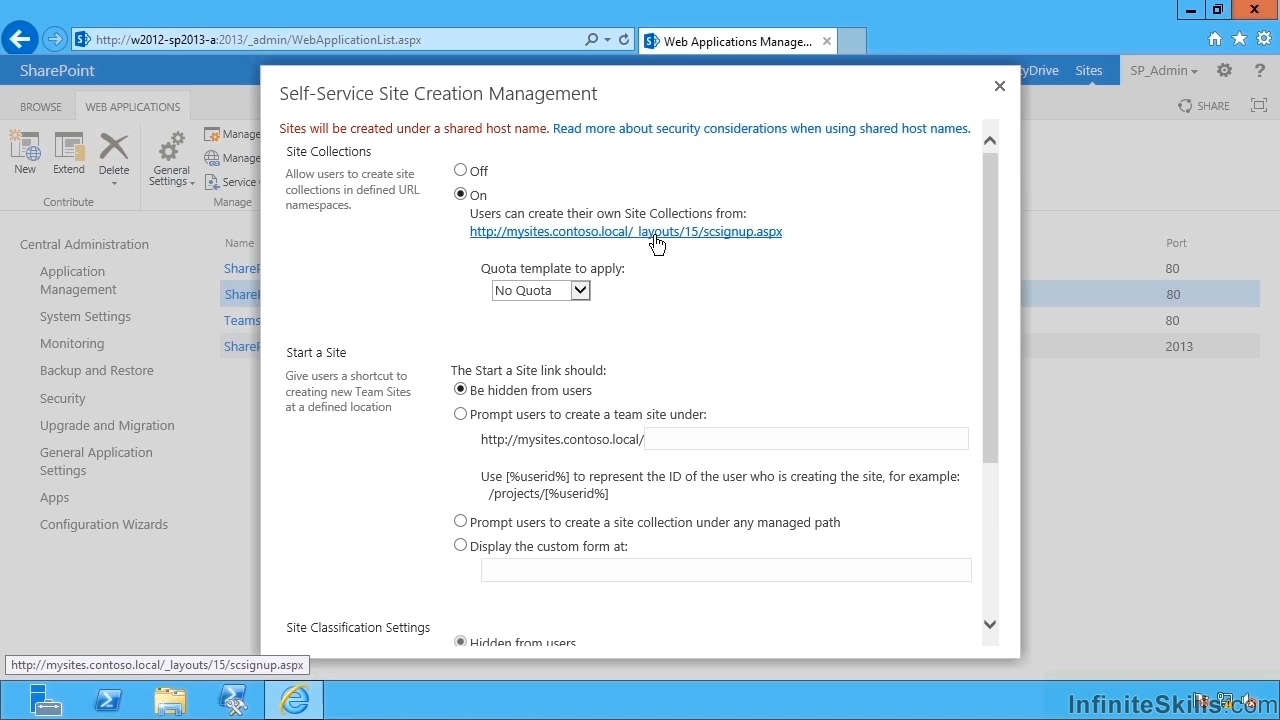 http://w2012-sp2013-a:2013/_admin/WebApplicationList.aspx
Web Applications Manage...
SharePoint
yDrive
Sites
SP_Admin
?
BROWSE
WEB APPLICATIONS
SHARE
New
Extend
Delete
General Settings
Manage
Manage
Service
Contribute
Manage
Central Administration
Application Management
System Settings
Monitoring
Backup and Restore
Security
Upgrade and Migration
General Application Settings
Apps
Configuration Wizards
Name
Port
ShareP
80
ShareP
80
Teams
80
ShareP
2013
Self-Service Site Creation Management
Sites will be created under a shared host name. Read more about security considerations when using shared host names.
Site Collections
Allow users to create site
collections in defined URL
namespaces.
Off
On
Users can create their own Site Collections from:
http://mysites.contoso.local/_layouts/15/scsignup.aspx
Quota template to apply:
No Quota
Start a Site
Give users a shortcut to
creating new Team Sites
at a defined location
The Start a Site link should:
Be hidden from users
Prompt users to create a team site under:
http://mysites.contoso.local/
Use [%userid%] to represent the ID of the user who is creating the site, for example:
/projects/[%userid%]
Prompt users to create a site collection under any managed path
Display the custom form at:
Site Classification Settings
Hidden from users
http://mysites.contoso.local/_layouts/15/scsignup.aspx
InfiniteSkills.com